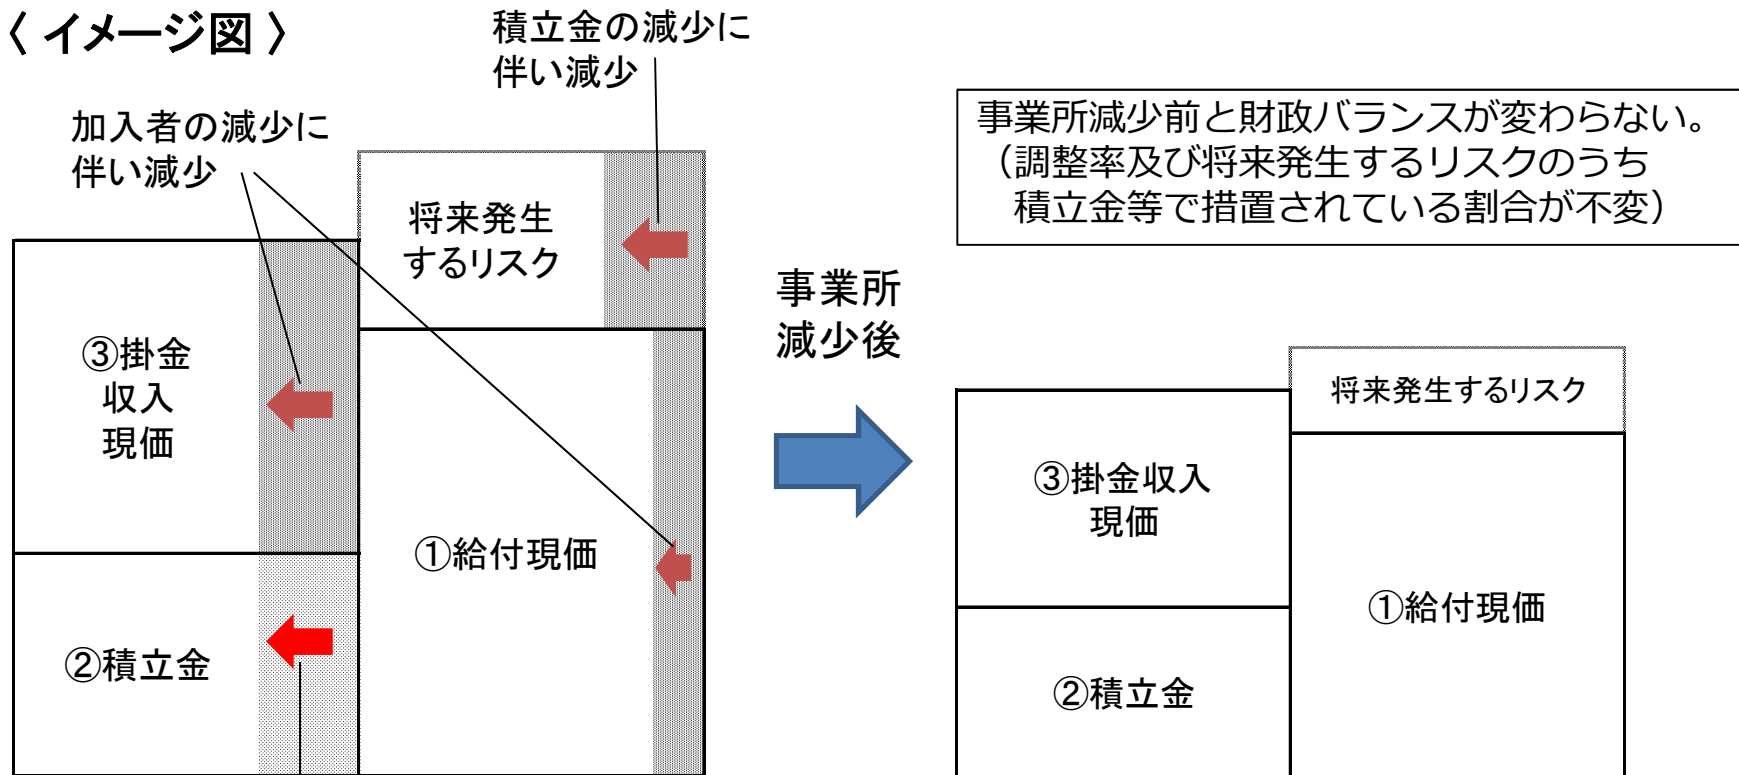 〈 イメージ図 〉
積立金の減少に
伴い減少
加入者の減少に
伴い減少
将来発生
するリスク
③掛金
収入
現価
①給付現価
②積立金
事業所
減少後
事業所減少前と財政バランスが変わらない。
（調整率及び将来発生するリスクのうち
積立金等で措置されている割合が不変）
将来発生するリスク
③掛金収入
現価
①給付現価
②積立金